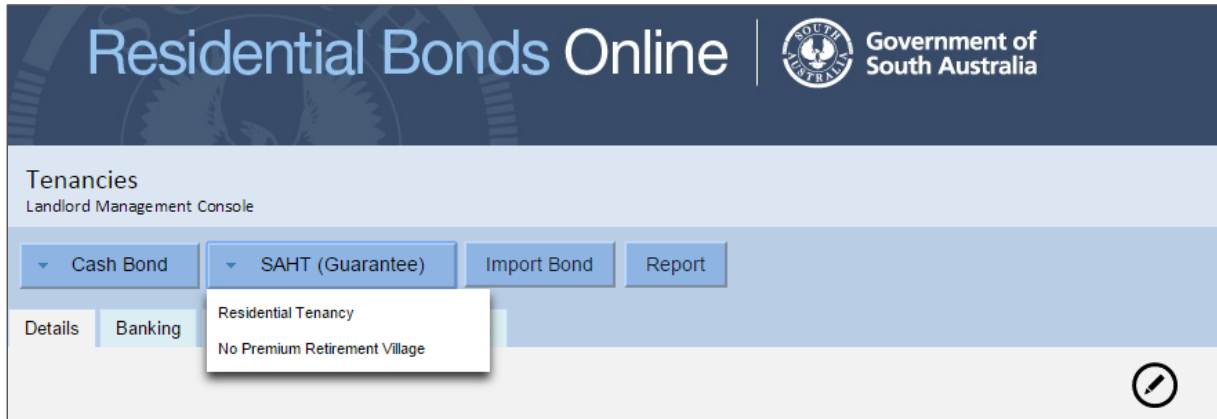 Residential Bonds Online
SOUTH AUSTRALIA
Government of
South Australia
Tenancies
Landlord Management Console
Cash Bond
SAHT (Guarantee)
Import Bond
Report
Residential Tenancy
No Premium Retirement Village
Details
Banking